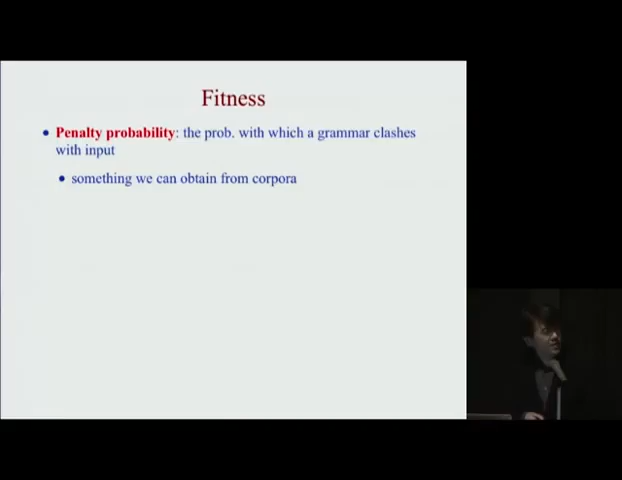 Fitness
• Penalty probability: the prob. with which a grammar clashes
with input
• something we can obtain from corpora